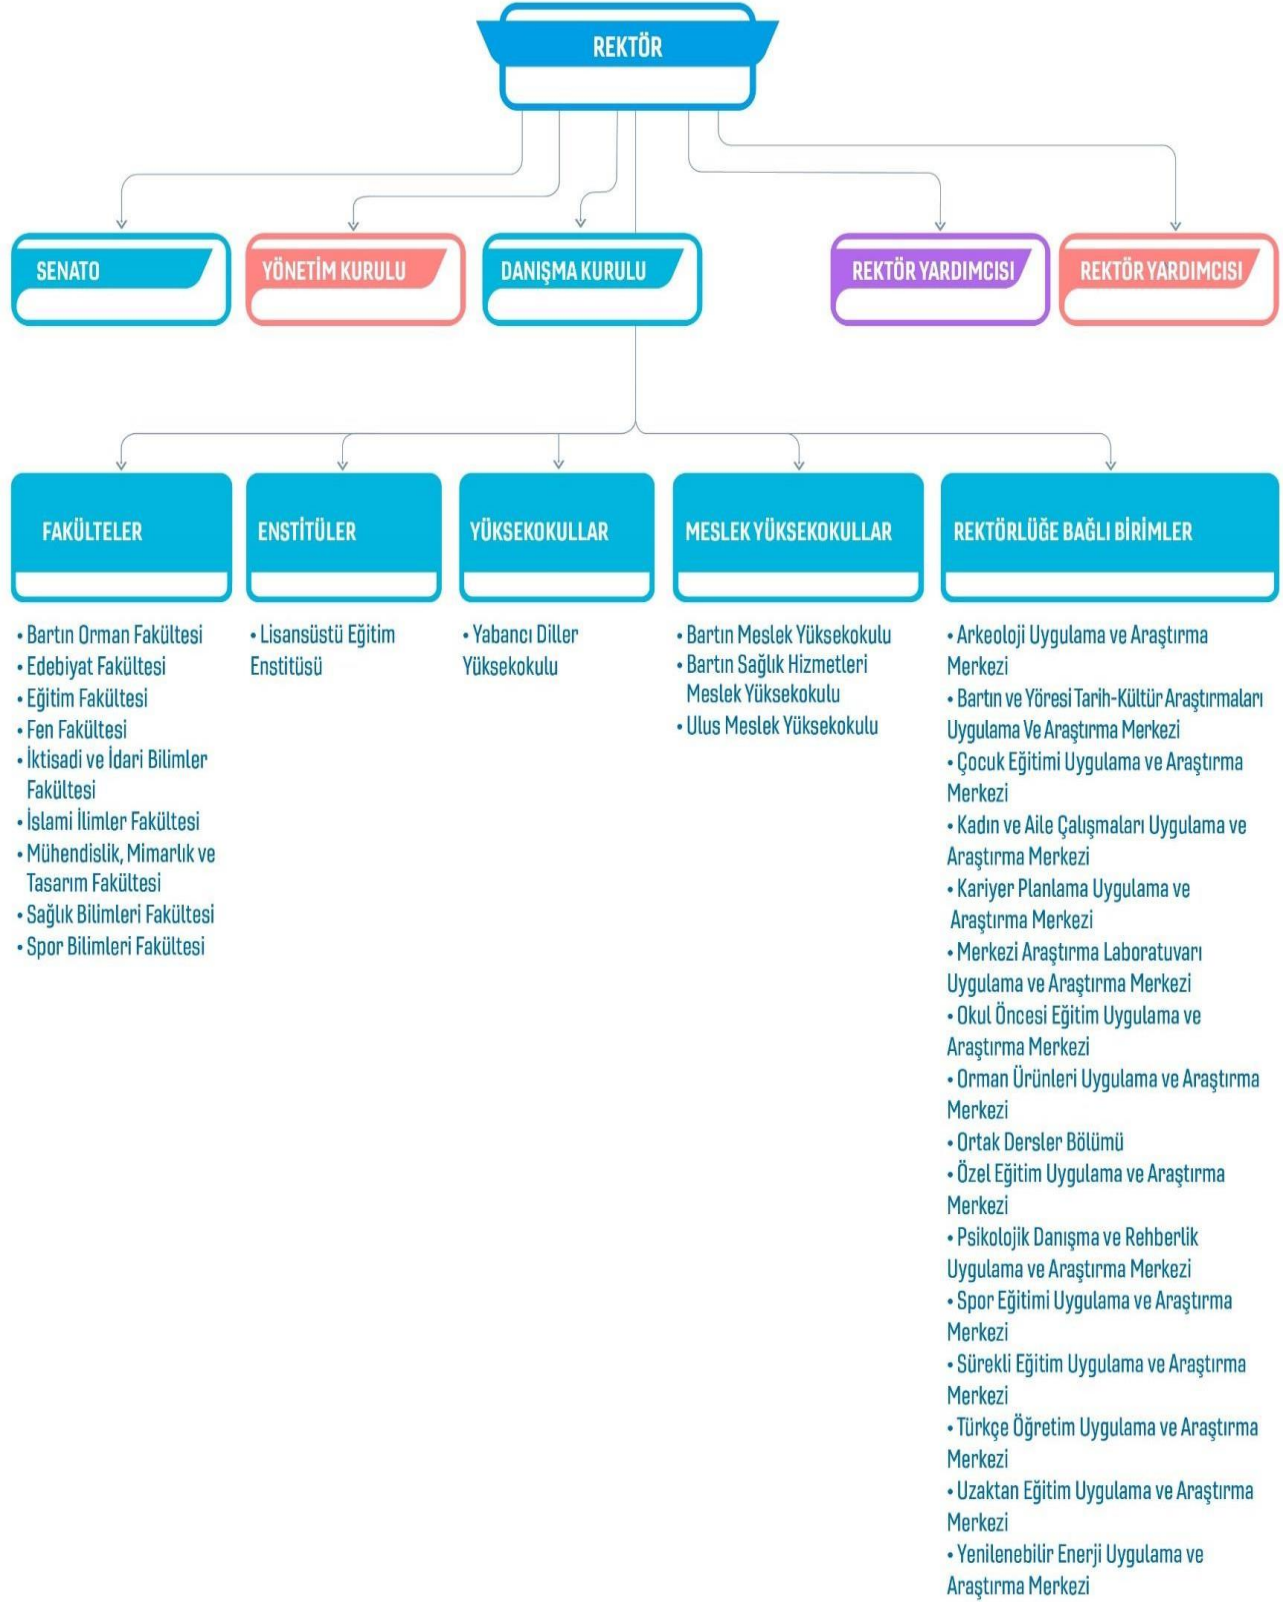 REKTÖR
SENATO
YÖNETİM KURULU
DANIŞMA KURULU
REKTÖR YARDIMCISI
REKTÖR YARDIMCISI
FAKÜLTELER
• Bartın Orman Fakültesi
• Edebiyat Fakültesi
• Eğitim Fakültesi
• Fen Fakültesi
• İktisadi ve İdari Bilimler
Fakültesi
• İslami İlimler Fakültesi
• Mühendislik, Mimarlık ve
Tasarım Fakültesi
• Sağlık Bilimleri Fakültesi
• Spor Bilimleri Fakültesi
ENSTİTÜLER
• Lisansüstü Eğitim
Enstitüsü
YÜKSEKOKULLAR
• Yabancı Diller
Yüksekokulu
MESLEK YÜKSEKOKULLAR
• Bartın Meslek Yüksekokulu
• Bartın Sağlık Hizmetleri
Meslek Yüksekokulu
• Ulus Meslek Yüksekokulu
REKTÖRLÜĞE BAĞLI BİRİMLER
• Arkeoloji Uygulama ve Araştırma
Merkezi
• Bartın ve Yöresi Tarih-Kültür Araştırmaları
Uygulama Ve Araştırma Merkezi
• Çocuk Eğitimi Uygulama ve Araştırma
Merkezi
• Kadın ve Aile Çalışmaları Uygulama ve
Araştırma Merkezi
• Kariyer Planlama Uygulama ve
Araştırma Merkezi
• Merkezi Araştırma Laboratuvarı
Uygulama ve Araştırma Merkezi
• Okul Öncesi Eğitim Uygulama ve
Araştırma Merkezi
• Orman Ürünleri Uygulama ve Araştırma
Merkezi
• Ortak Dersler Bölümü
• Özel Eğitim Uygulama ve Araştırma
Merkezi
• Psikolojik Danışma ve Rehberlik
Uygulama ve Araştırma Merkezi
• Spor Eğitimi Uygulama ve Araştırma
Merkezi
• Sürekli Eğitim Uygulama ve Araştırma
Merkezi
• Türkçe Öğretim Uygulama ve Araştırma
Merkezi
• Uzaktan Eğitim Uygulama ve Araştırma
Merkezi
• Yenilenebilir Enerji Uygulama ve
Araştırma Merkezi